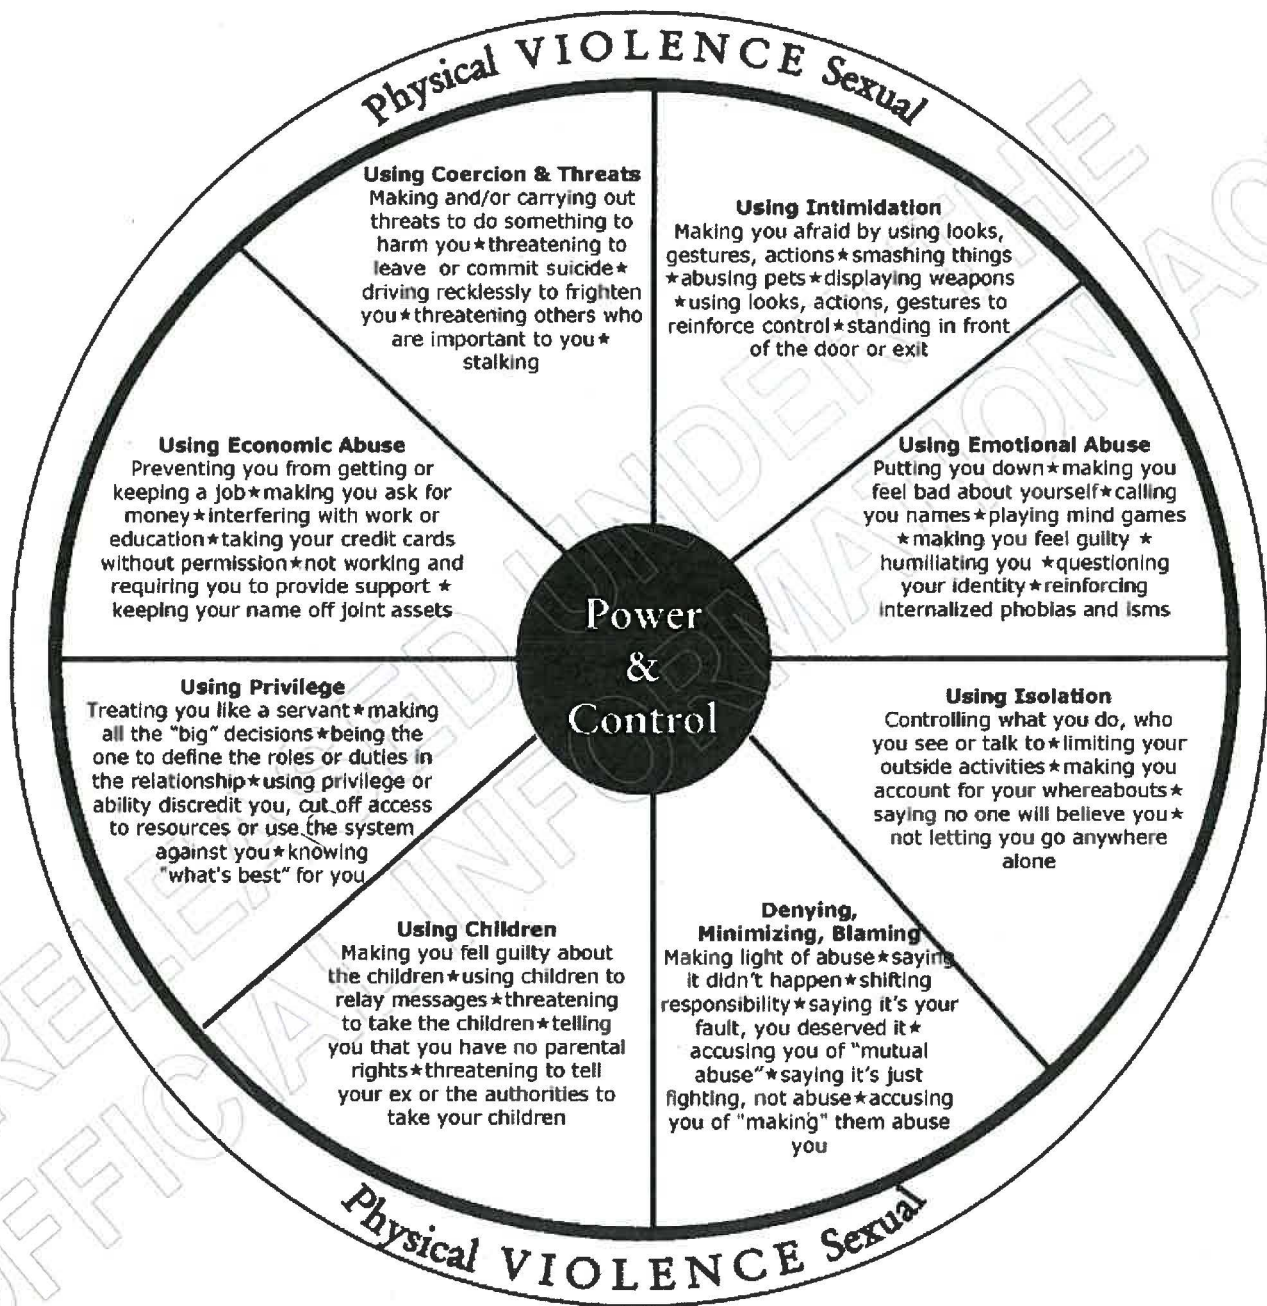 Physical VIOLENCE Sexual
Using Coercion & Threats
Making and/or carrying out
threats to do something to
harm you★threatening to
leave or commit suicide★
driving recklessly to frighten
you★threatening others who
are important to you★
stalking
Using Intimidation
Making you afraid by using looks,
gestures, actions★smashing things
★abusing pets★displaying weapons
★using looks, actions, gestures to
reinforce control★standing in front
of the door or exit
Using Economic Abuse
Preventing you from getting or
keeping a job★making you ask for
money★interfering with work or
education★taking your credit cards
without permission★not working and
requiring you to provide support ★
keeping your name off joint assets
Using Emotional Abuse
Putting you down★making you
feel bad about yourself★calling
you names★playing mind games
★making you feel guilty ★
humiliating you ★questioning
your identity★reinforcing
internalized phobias and isms
Power
&
Control
Using Privilege
Treating you like a servant★making
all the "big" decisions★being the
one to define the roles or duties in
the relationship★using privilege or
ability discredit you, cut off access
to resources or use the system
against you★knowing
"what's best" for you
Using Isolation
Controlling what you do, who
you see or talk to★limiting your
outside activities★making you
account for your whereabouts★
saying no one will believe you★
not letting you go anywhere
alone
Using Children
Making you fell guilty about
the children★using children to
relay messages★threatening
to take the children★telling
you that you have no parental
rights★threatening to tell
your ex or the authorities to
take your children
Denying,
Minimizing, Blaming
Making light of abuse★saying
it didn't happen★shifting
responsibility★saying it's your
fault, you deserved it★
accusing you of "mutual
abuse"★saying it's just
fighting, not abuse★accusing
you of "making" them abuse
you
Physical VIOLENCE Sexual
RELEASED UNDER THE
OFFICIAL INFORMATION AC